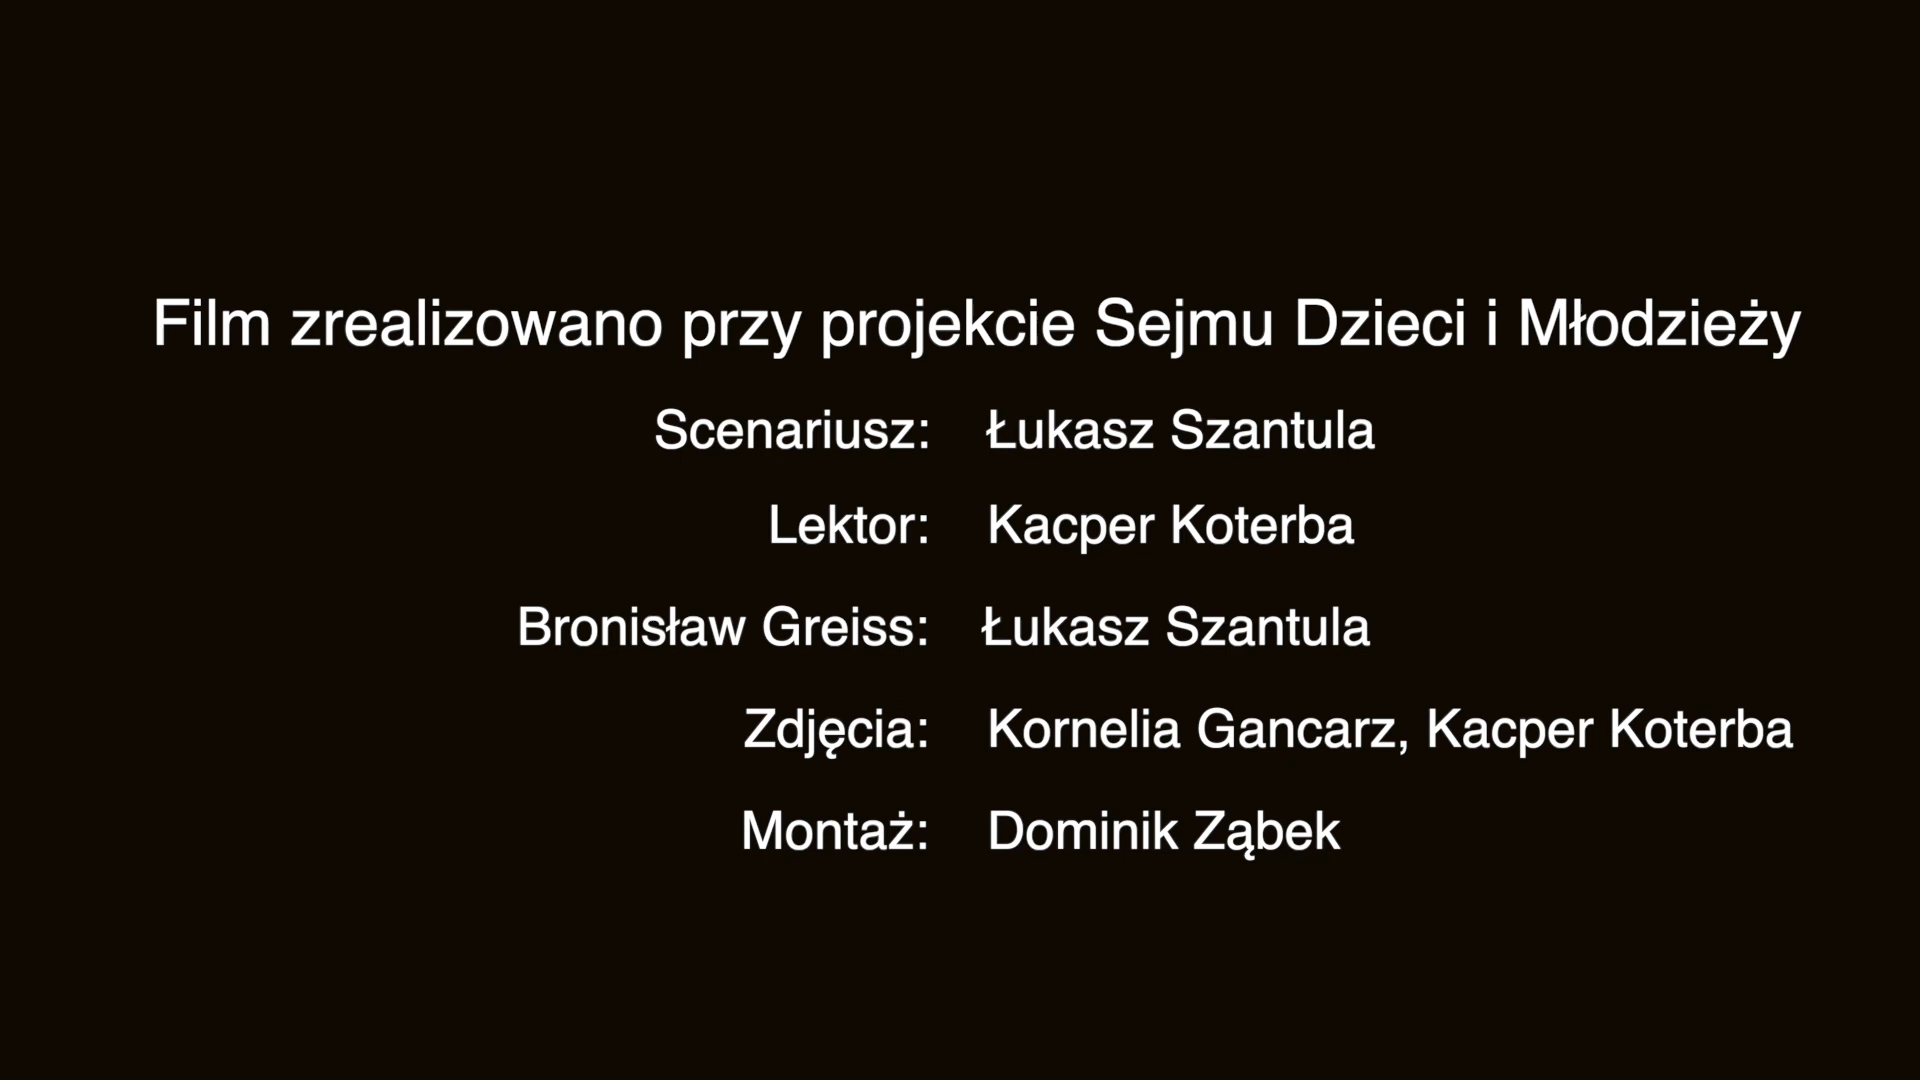 Film zrealizowano przy projekcie Sejmu Dzieci i Młodzieży
Scenariusz: Łukasz Szantula
Lektor: Kacper Koterba
Bronisław Greiss: Łukasz Szantula
Zdjęcia: Kornelia Gancarz, Kacper Koterba
Montaż: Dominik Ząbek